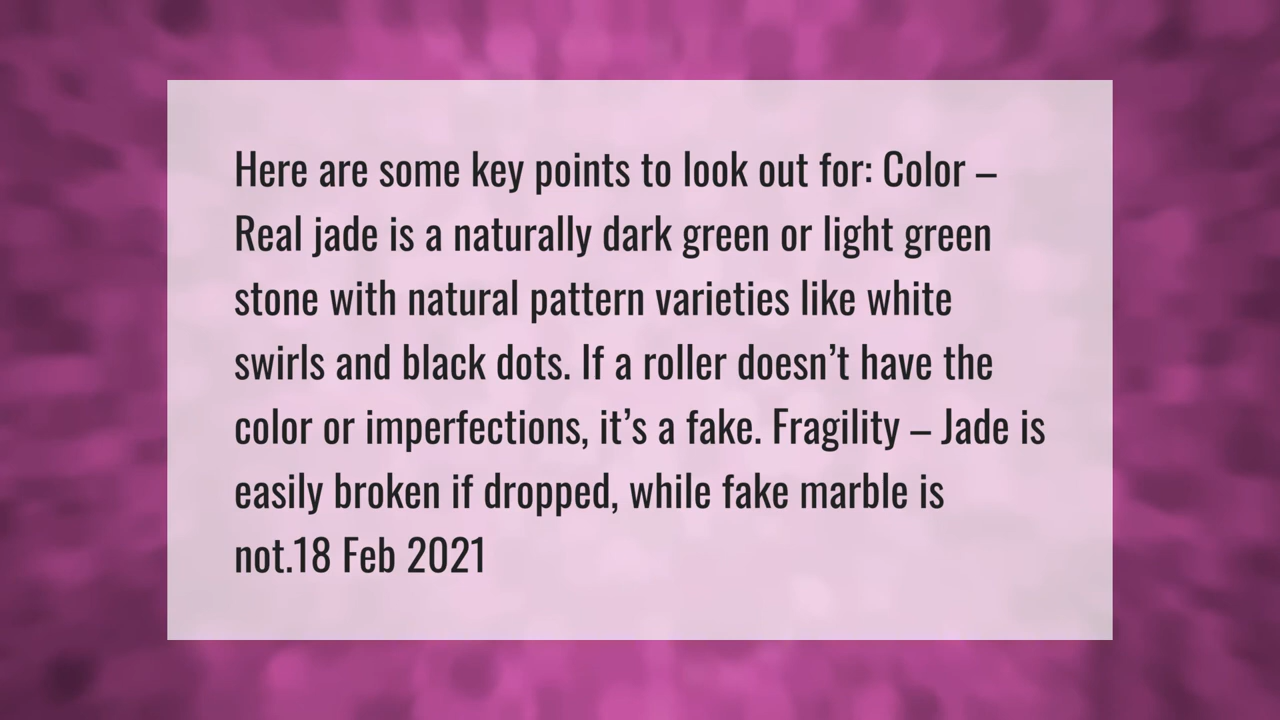 Here are some key points to look out for: Color –
Real jade is a naturally dark green or light green
stone with natural pattern varieties like white
swirls and black dots. If a roller doesn’t have the
color or imperfections, it’s a fake. Fragility – Jade is
easily broken if dropped, while fake marble is
not.18 Feb 2021